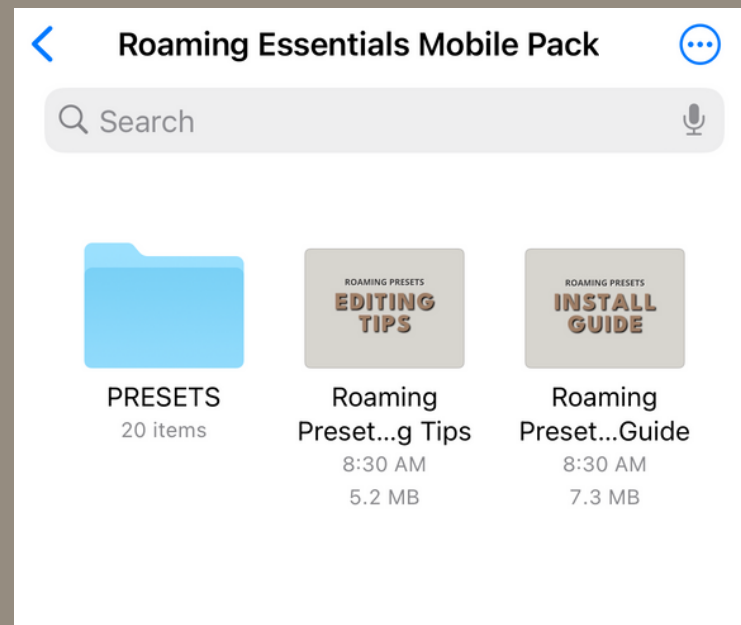 Roaming Essentials Mobile Pack
Search
ROAMING PRESETS
EDITING
TIPS
ROAMING PRESETS
INSTALL
GUIDE
PRESETS
20 items
Roaming
Preset...g Tips
8:30 AM
5.2 MB
Roaming
Preset...Guide
8:30 AM
7.3 MB